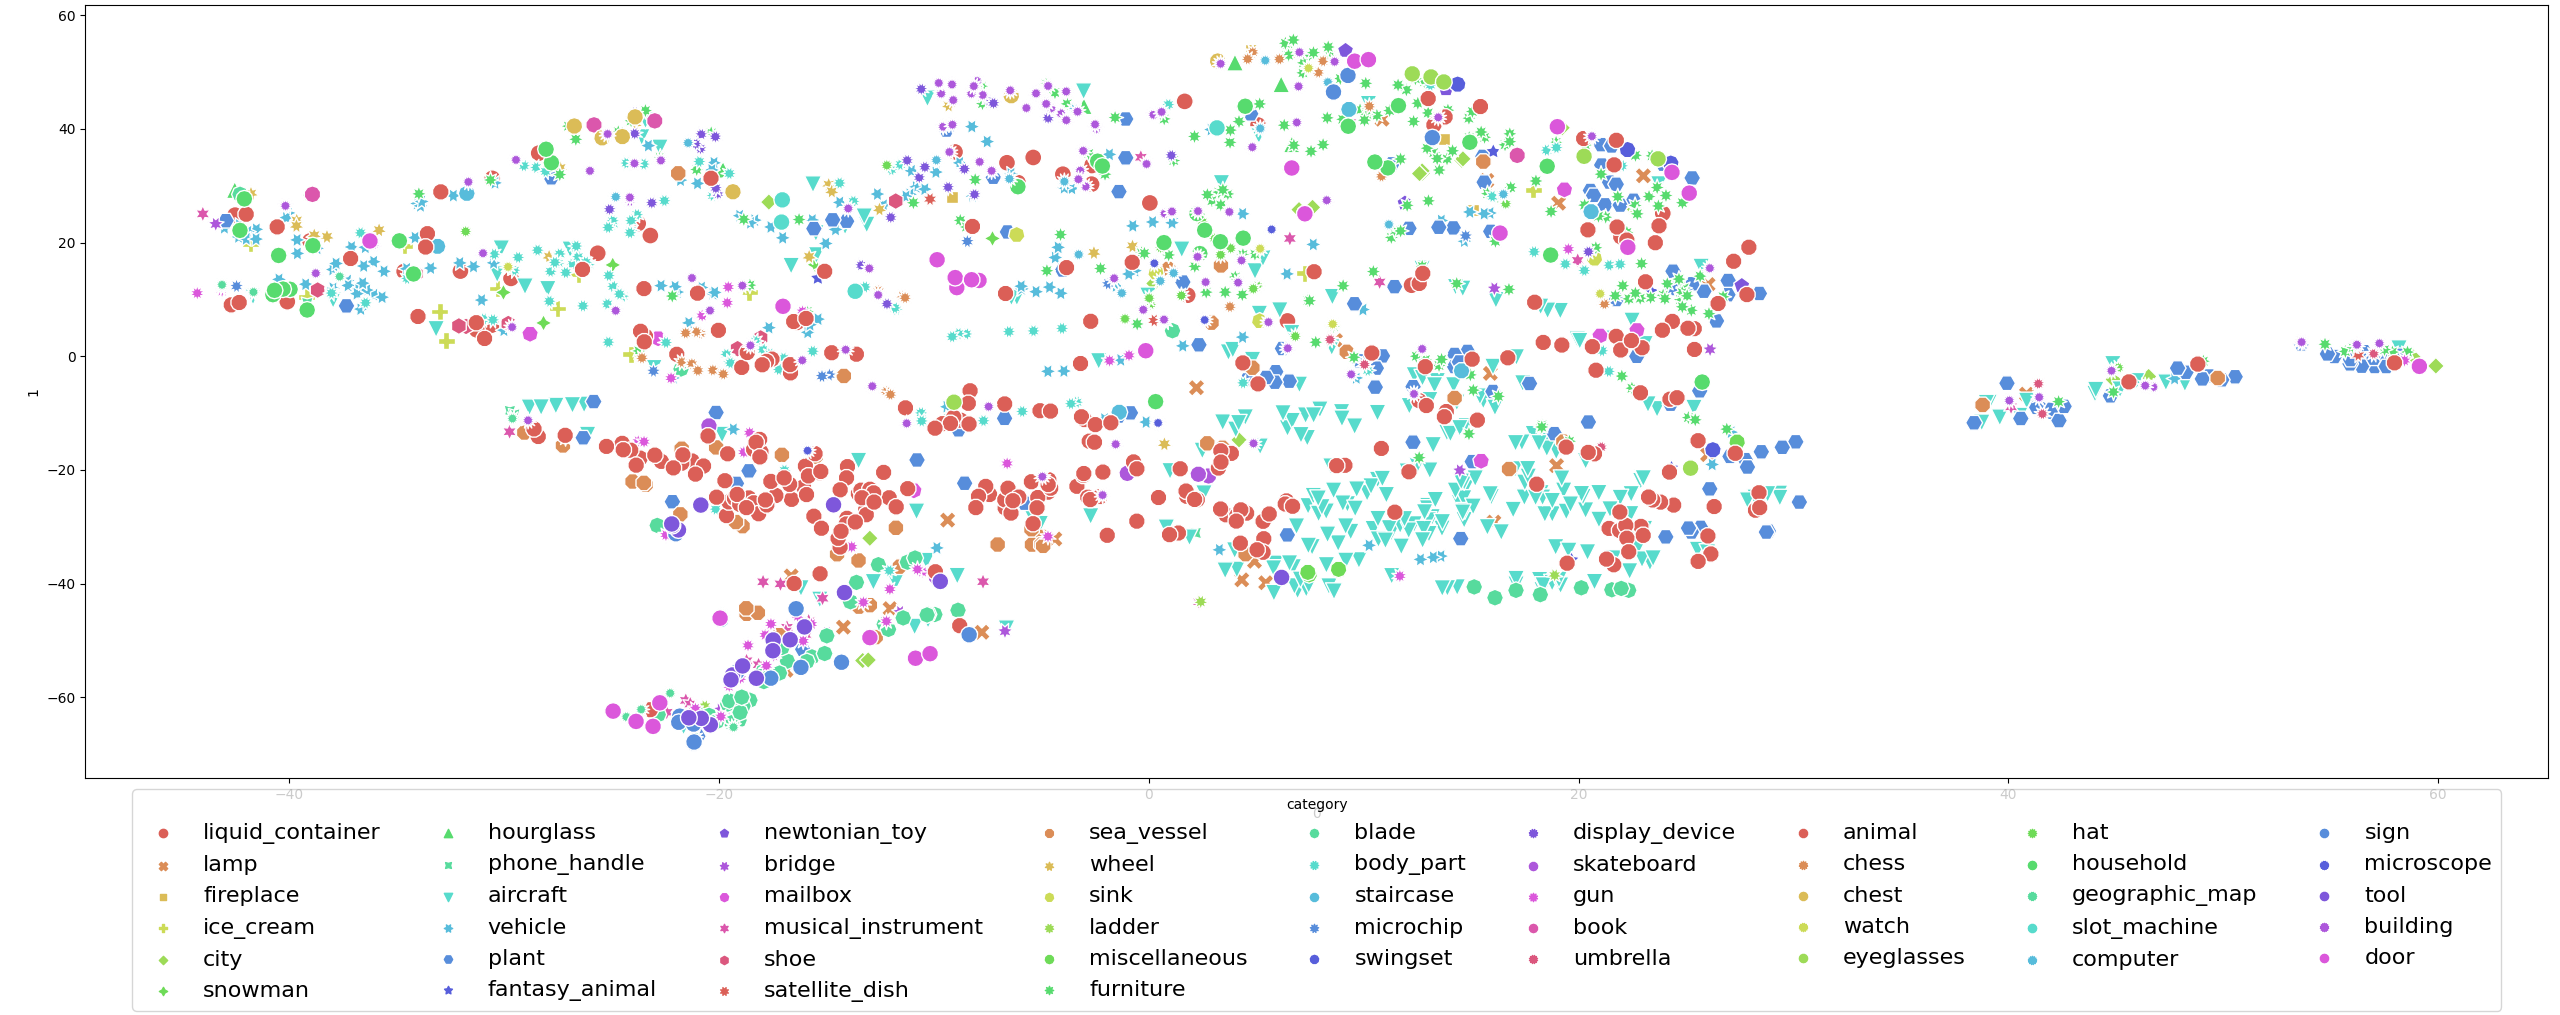 60
40
20
0
−20
−40
−60
1
−40
−20
0
20
40
60
0
category
liquid_container hourglass newtonian_toy sea_vessel blade display_device animal hat sign
lamp phone_handle bridge wheel body_part skateboard chess household microscope
fireplace aircraft mailbox sink staircase gun chest geographic_map tool
ice_cream vehicle musical_instrument ladder microchip book watch slot_machine building
city plant shoe miscellaneous swingset umbrella eyeglasses computer door
snowman fantasy_animal satellite_dish furniture